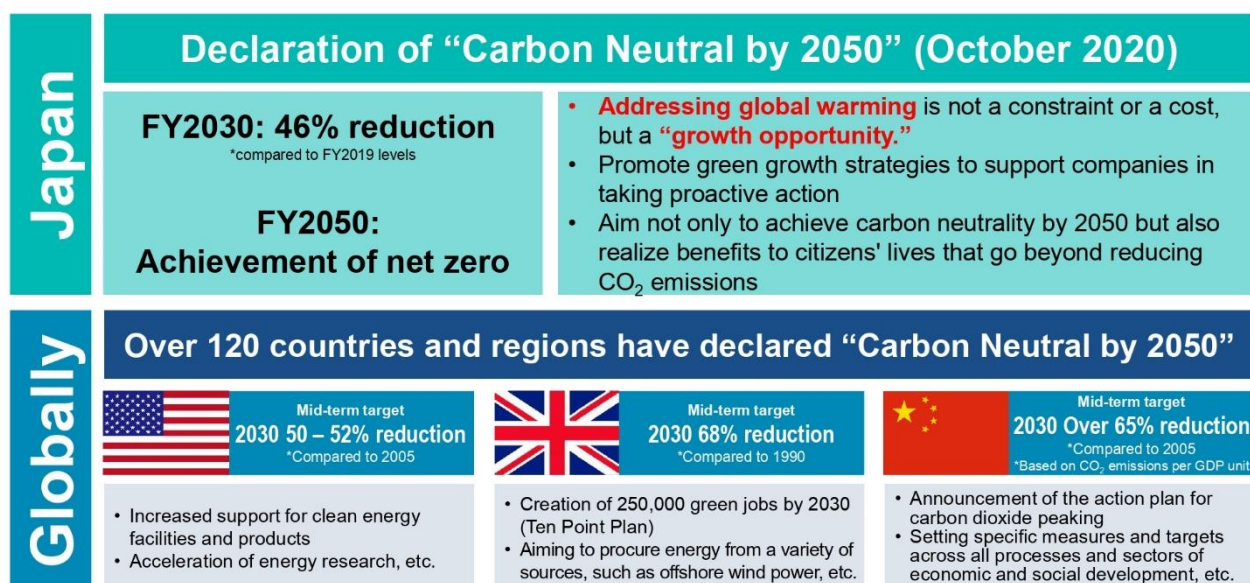 Japan
Declaration of “Carbon Neutral by 2050” (October 2020)
FY2030: 46% reduction
*compared to FY2019 levels
FY2050:
Achievement of net zero
• Addressing global warming is not a constraint or a cost,
but a “growth opportunity.”
• Promote green growth strategies to support companies in
taking proactive action
• Aim not only to achieve carbon neutrality by 2050 but also
realize benefits to citizens' lives that go beyond reducing
CO₂ emissions
Globally
Over 120 countries and regions have declared “Carbon Neutral by 2050”
Mid-term target
2030 50 – 52% reduction
*Compared to 2005
• Increased support for clean energy
facilities and products
• Acceleration of energy research, etc.
Mid-term target
2030 68% reduction
*Compared to 1990
• Creation of 250,000 green jobs by 2030
(Ten Point Plan)
• Aiming to procure energy from a variety of
sources, such as offshore wind power, etc.
Mid-term target
2030 Over 65% reduction
*Compared to 2005
*Based on CO₂ emissions per GDP unit
• Announcement of the action plan for
carbon dioxide peaking
• Setting specific measures and targets
across all processes and sectors of
economic and social development, etc.